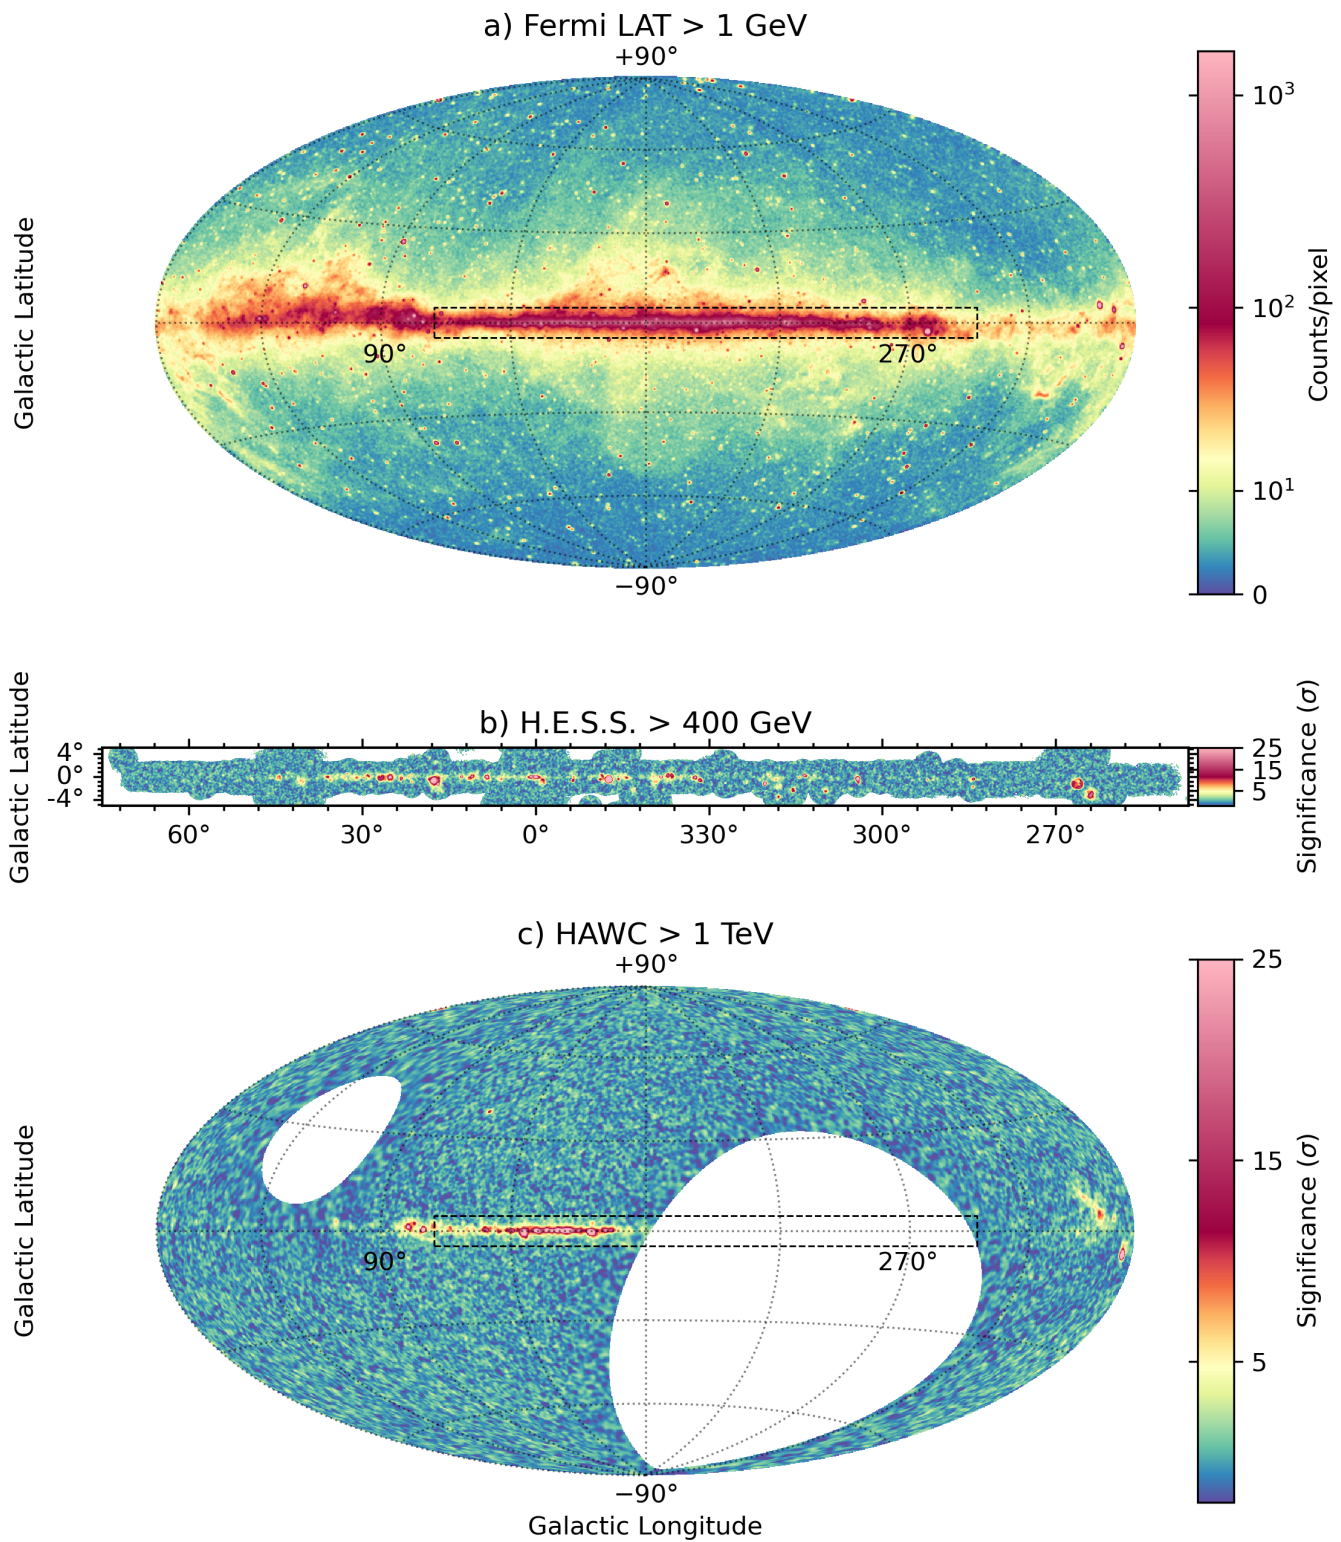 a) Fermi LAT > 1 GeV
+90°
Galactic Latitude
90°
270°
−90°
10³
10²
10¹
0
Counts/pixel
b) H.E.S.S. > 400 GeV
Galactic Latitude
4°
0°
-4°
60°
30°
0°
330°
300°
270°
25
15
5
Significance (σ)
c) HAWC > 1 TeV
+90°
Galactic Latitude
90°
270°
−90°
Galactic Longitude
25
15
5
Significance (σ)